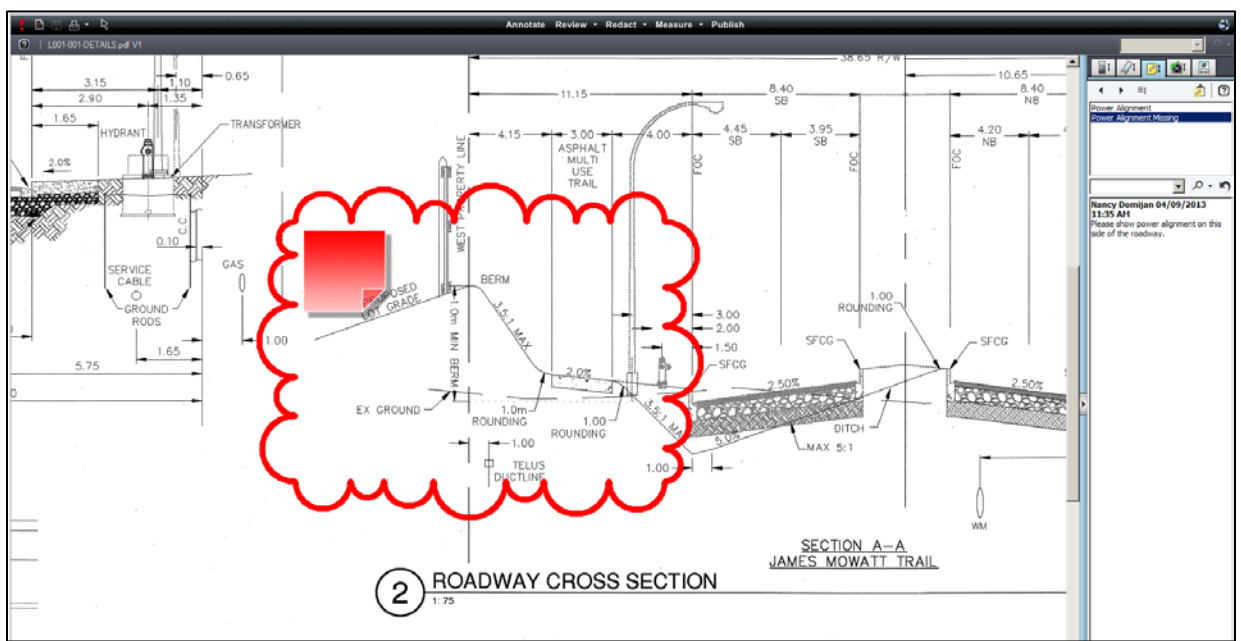 Annotate Review Redact Measure Publish
L001-001-DETAILS.pdf V1
38.65 R/W
0.65
10.65
3.15
1.10
11.15
8.40
SB
8.40
NB
2.90
1.35
Power Alignment
Power Alignment Missing
1.65
HYDRANT
TRANSFORMER
4.15
3.00
4.00
4.45
SB
3.95
SB
4.20
NB
ASPHALT
MULTI
USE
TRAIL
WEST PROPERTY LINE
FOC
FOC
FOC
2.0%
Nancy Domijan 04/09/2013
11:35 AM
Please show power alignment on this
side of the roadway.
C.C.
0.10
SERVICE
CABLE
GAS
BERM
PROPOSED
LOT GRADE
1.0m MIN BERM
3.5:1 MAX
1.00
ROUNDING
GROUND
RODS
3.00
2.00
1.00
1.50
SFCG
SFCG
1.65
SFCG
5.75
2.0%
2.50%
2.50%
EX GROUND
1.0m
ROUNDING
1.00
ROUNDING
3.5:1 MAX
5.0%
DITCH
MAX 5:1
1.00
TELUS
DUCTLINE
1.00
WM
SECTION A-A
JAMES MOWATT TRAIL
2 ROADWAY CROSS SECTION
1:75